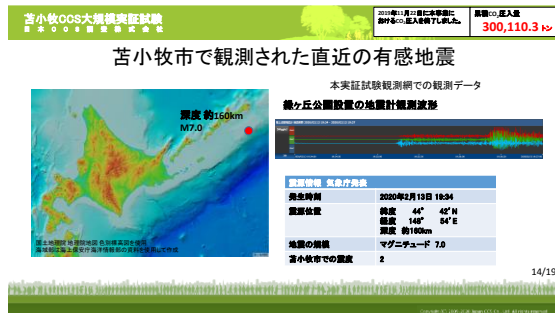 苫小牧CCS大規模実証試験
日本CCS調査株式会社
2019年11月22日に本事業に
おけるCO₂圧入を終了しました。
累積CO₂圧入量
300,110.3 トン
苫小牧市で観測された直近の有感地震
本実証試験観測網での観測データ
緑ヶ丘公園設置の地震計観測波形
深度 約160km
M7.0
国土地理院 地理院地図 色別標高図を使用
海域部は海上保安庁海洋情報部の資料を使用して作成
震源情報 気象庁発表
発生時刻 2020年2月13日 19:34
震源位置 緯度 44° 42'N
経度 148° 54'E
深度 約160km
地震の規模 マグニチュード 7.0
苫小牧市での震度 2
14/19